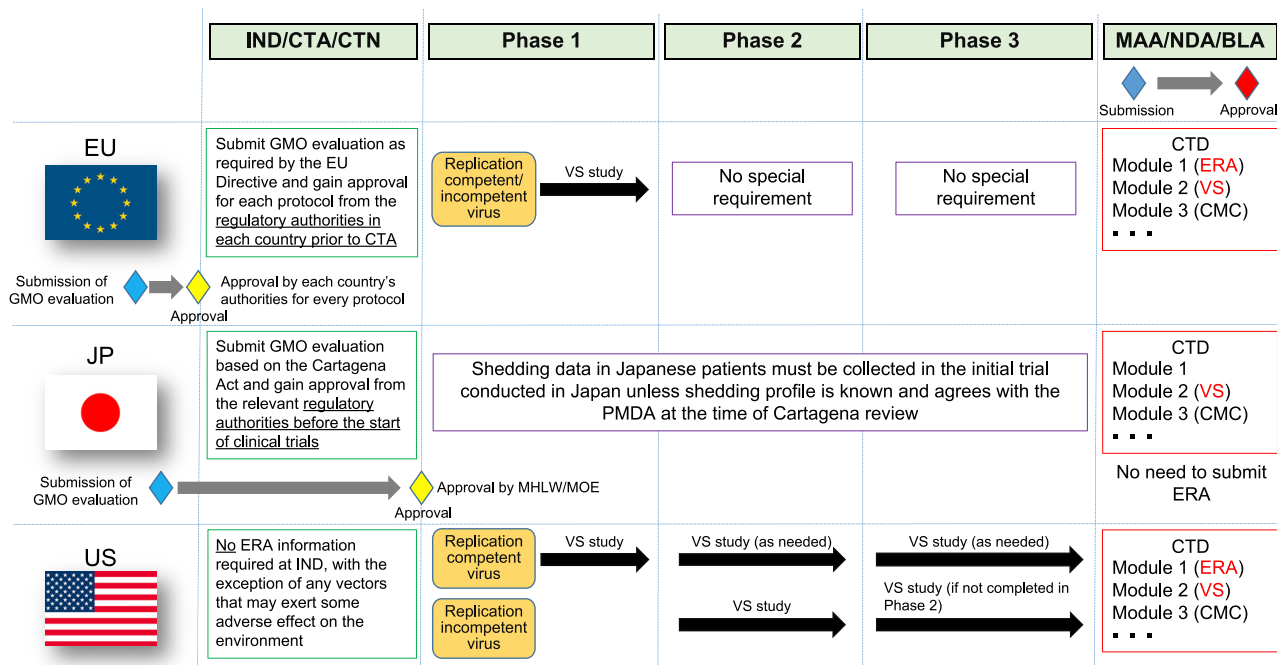 IND/CTA/CTN
Phase 1
Phase 2
Phase 3
MAA/NDA/BLA
Submission
Approval
EU
Submit GMO evaluation as
required by the EU
Directive and gain approval
for each protocol from the
regulatory authorities in
each country prior to CTA
Replication
competent/
incompetent
virus
VS study
No special
requirement
No special
requirement
CTD
Module 1 (ERA)
Module 2 (VS)
Module 3 (CMC)
▪ ▪ ▪
Submission of
GMO evaluation
Approval
Approval by each country's
authorities for every protocol
JP
Submit GMO evaluation
based on the Cartagena
Act and gain approval from
the relevant regulatory
authorities before the start
of clinical trials
Shedding data in Japanese patients must be collected in the initial trial
conducted in Japan unless shedding profile is known and agrees with the
PMDA at the time of Cartagena review
CTD
Module 1
Module 2 (VS)
Module 3 (CMC)
▪ ▪ ▪
No need to submit
ERA
Submission of
GMO evaluation
Approval by MHLW/MOE
Approval
US
No ERA information
required at IND, with the
exception of any vectors
that may exert some
adverse effect on the
environment
Replication
competent
virus
VS study
VS study (as needed)
VS study (as needed)
Replication
incompetent
virus
VS study
VS study (if not completed in
Phase 2)
CTD
Module 1 (ERA)
Module 2 (VS)
Module 3 (CMC)
▪ ▪ ▪